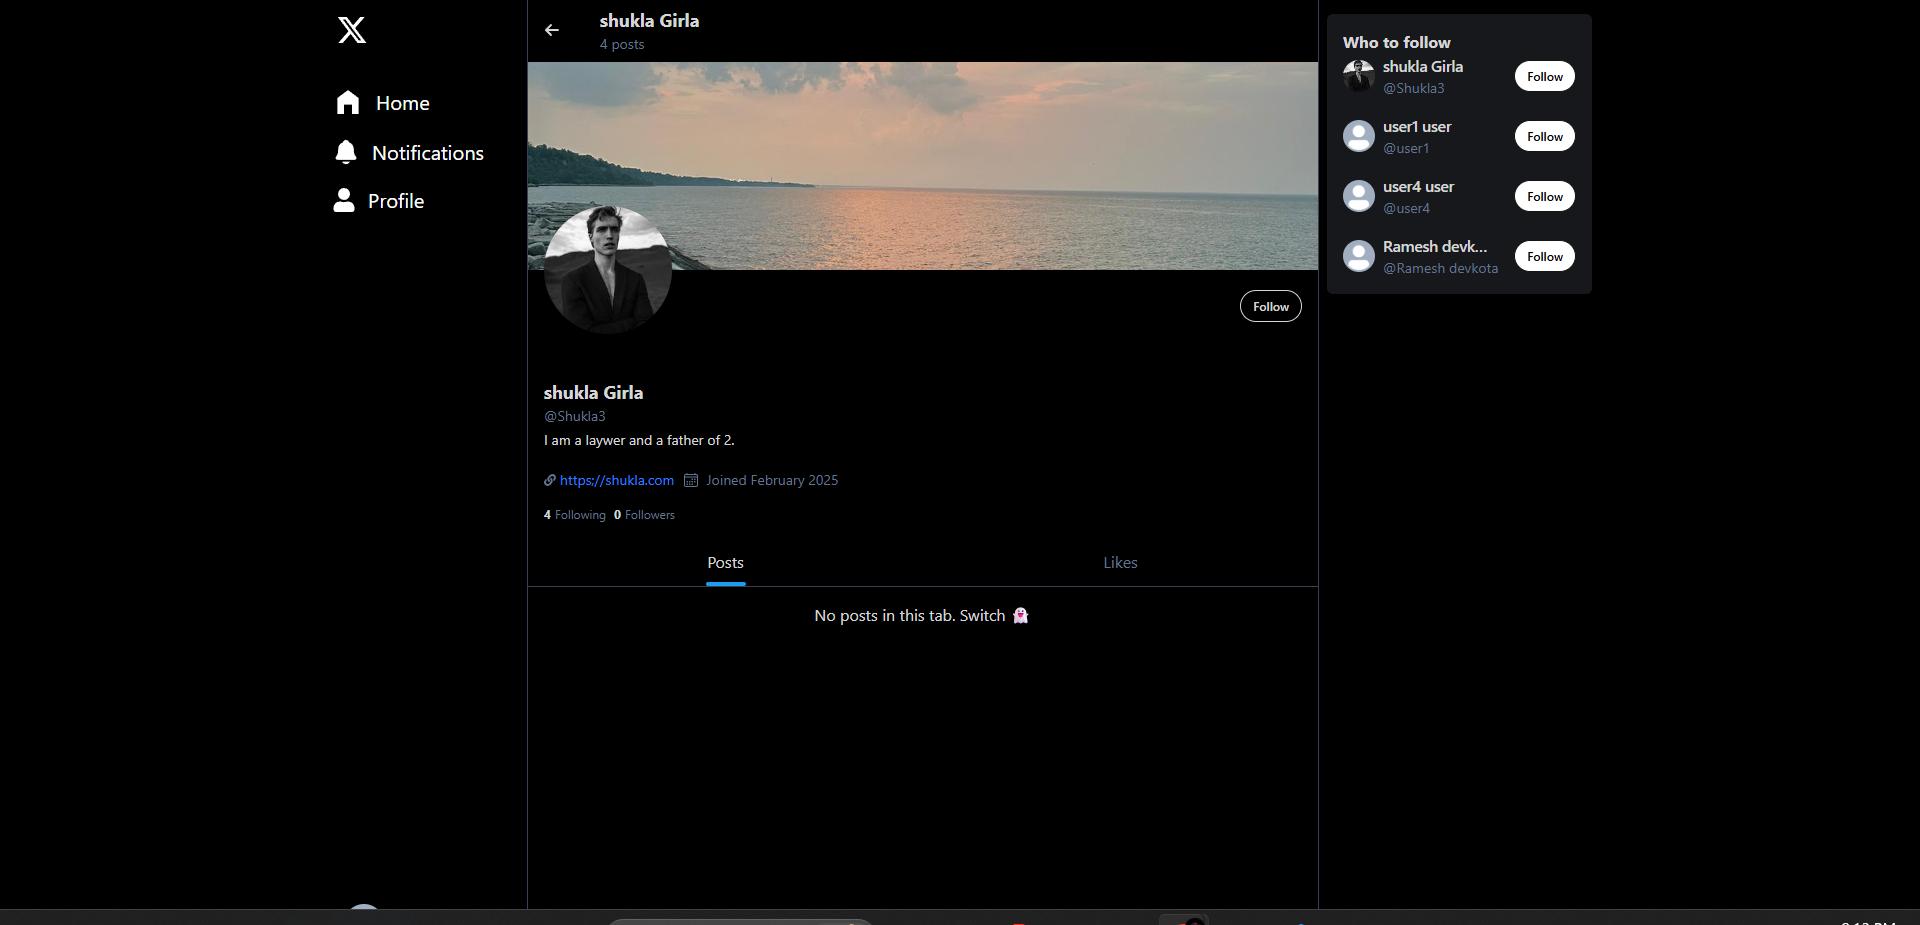 Home
Notifications
Profile
shukla Girla
4 posts
Follow
shukla Girla
@Shukla3
I am a laywer and a father of 2.
https;//shukla.com Joined February 2025
4 Following 0 Followers
Posts Likes
No posts in this tab. Switch 👻
Who to follow
shukla Girla
@Shukla3
Follow
user1 user
@user1
Follow
user4 user
@user4
Follow
Ramesh devk...
@Ramesh devkota
Follow